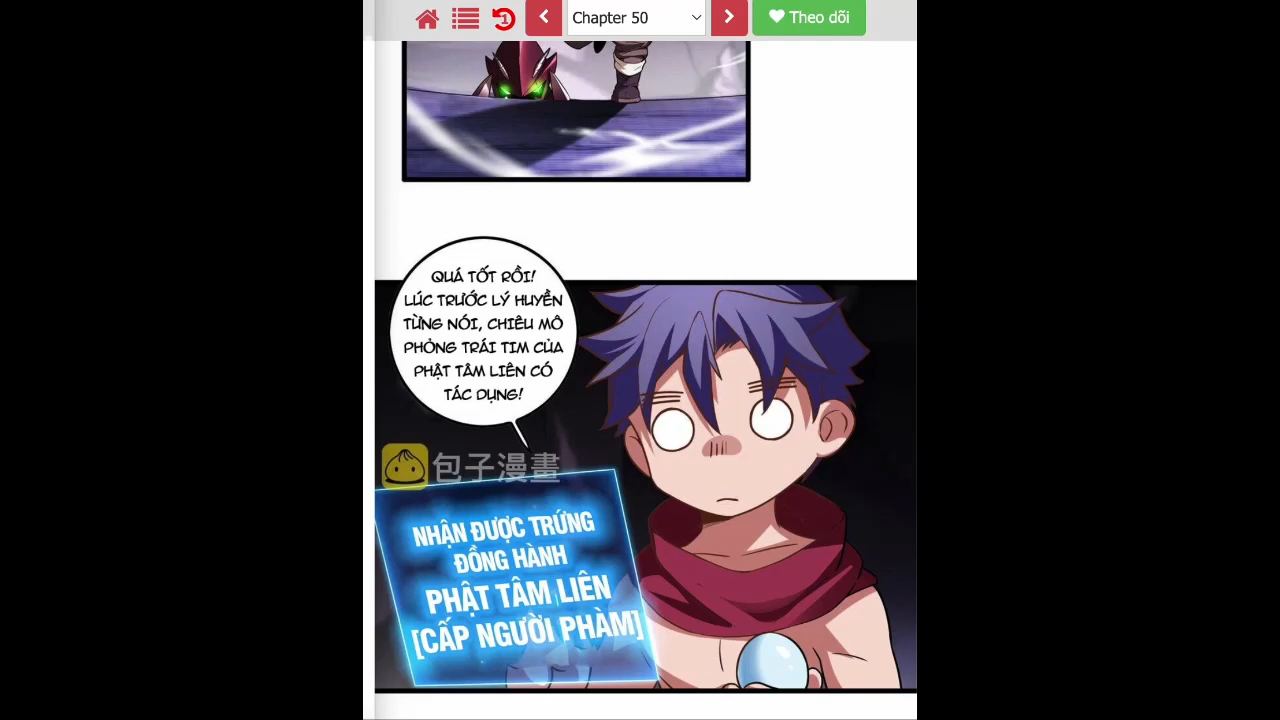 Chapter 50
Theo dõi
QUÁ TỐT RỒI!
LÚC TRƯỚC LÝ HUYỀN
TỪNG NÓI, CHIÊU MÔ
PHỎNG TRÁI TIM CỦA
PHẬT TÂM LIÊN CÓ
TÁC DỤNG!
包子漫畫
NHẬN ĐƯỢC TRỨNG
ĐỒNG HÀNH
PHẬT TÂM LIÊN
[CẤP NGƯỜI PHÀM]